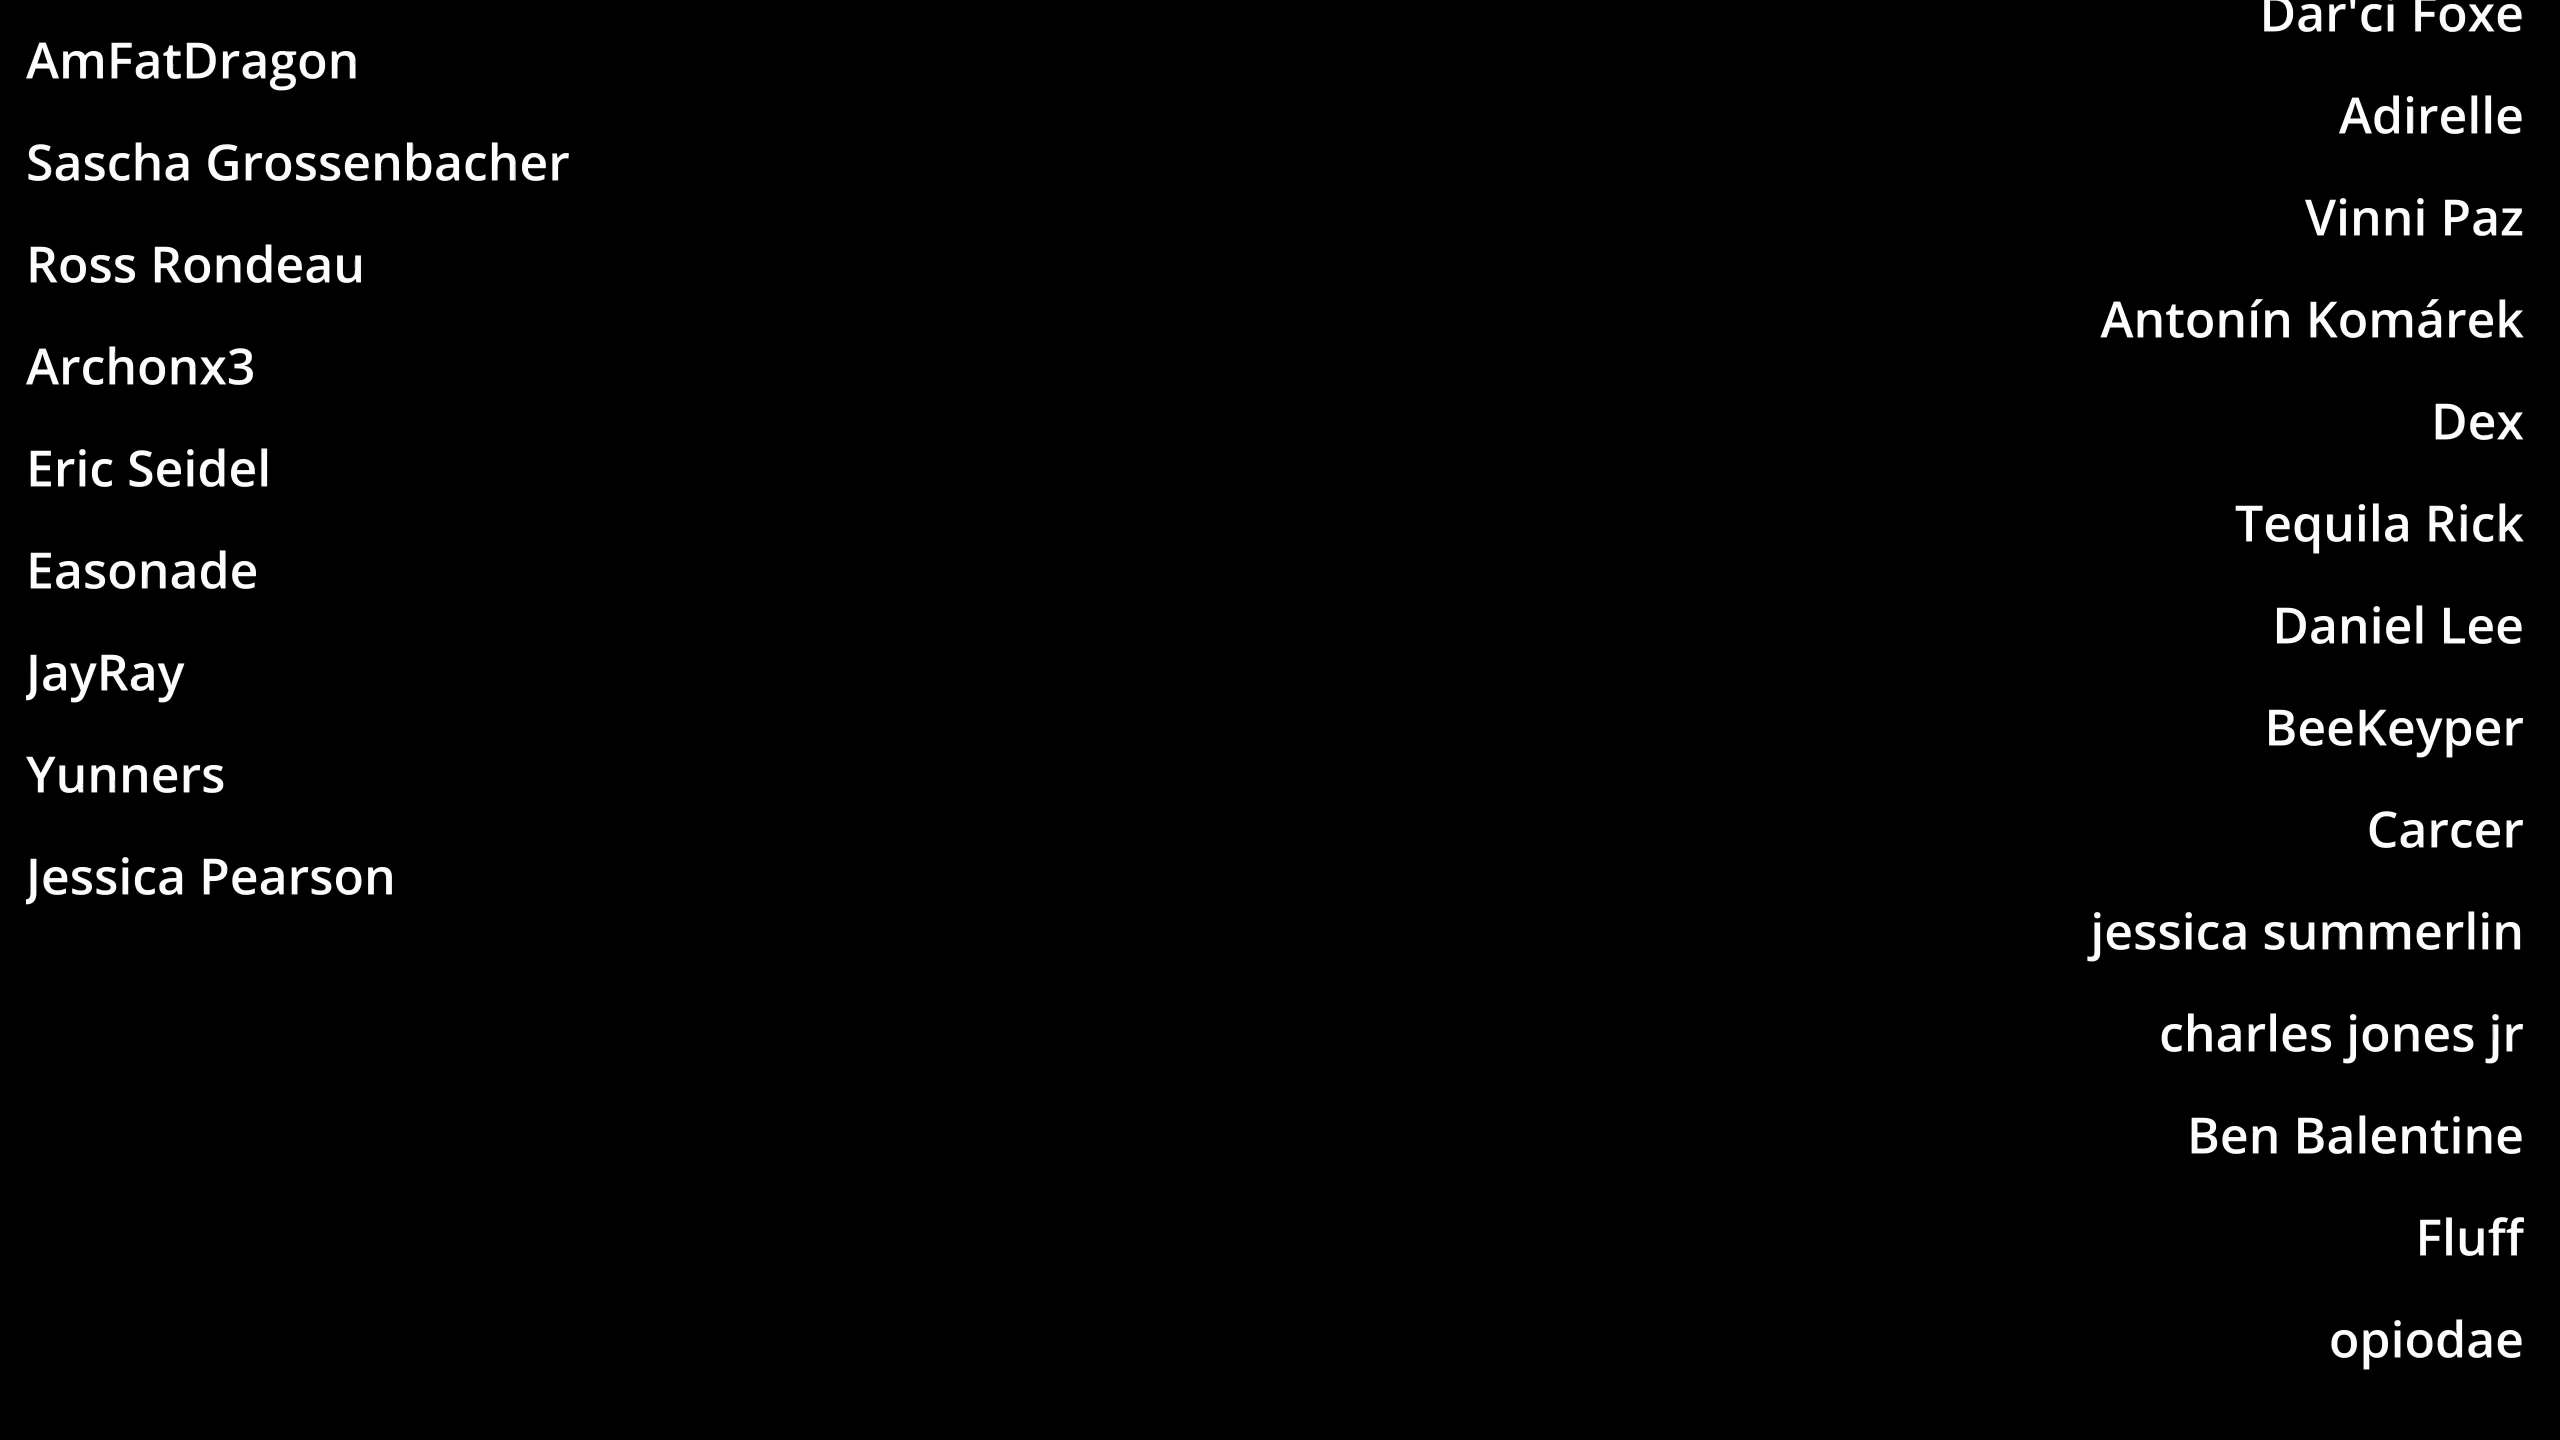 AmFatDragon
Sascha Grossenbacher
Ross Rondeau
Archonx3
Eric Seidel
Easonade
JayRay
Yunners
Jessica Pearson
Dar'ci Foxe
Adirelle
Vinni Paz
Antonín Komárek
Dex
Tequila Rick
Daniel Lee
BeeKeyper
Carcer
jessica summerlin
charles jones jr
Ben Balentine
Fluff
opiodae